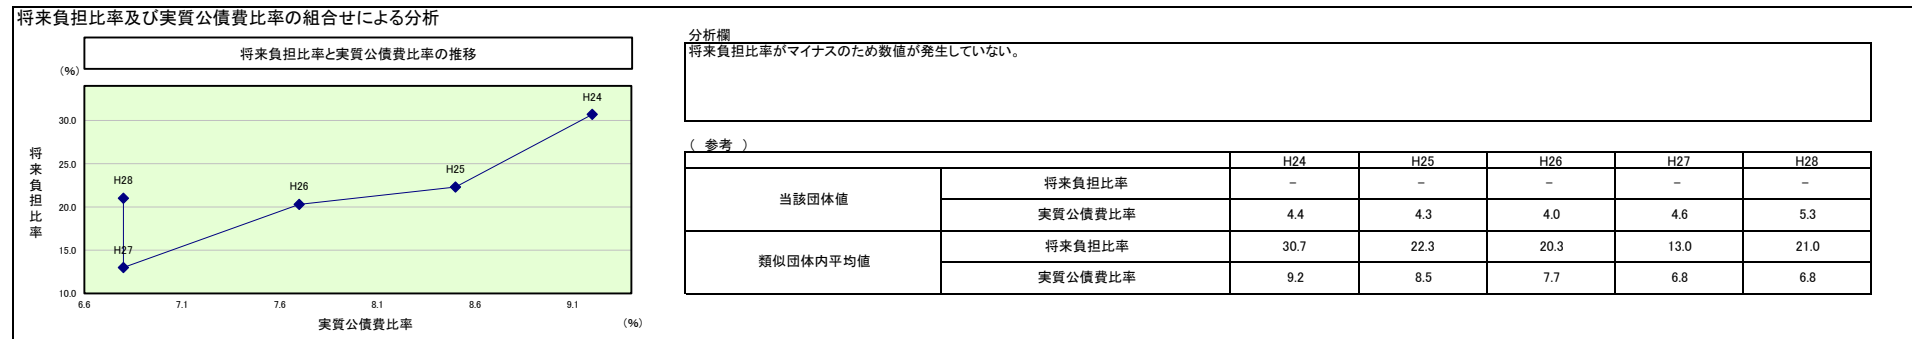 将来負担比率及び実質公債費比率の組合せによる分析
将来負担比率と実質公債費比率の推移
(%)
30.0
25.0
20.0
15.0
10.0
将来負担比率
H24
H25
H26
H28
H27
6.6 7.1 7.6 8.1 8.6 9.1
実質公債費比率
(%)
分析欄
将来負担比率がマイナスのため数値が発生していない。
( 参考 )
H24 H25 H26 H27 H28
当該団体値
将来負担比率 － － － － －
実質公債費比率 4.4 4.3 4.0 4.6 5.3
類似団体内平均値
将来負担比率 30.7 22.3 20.3 13.0 21.0
実質公債費比率 9.2 8.5 7.7 6.8 6.8